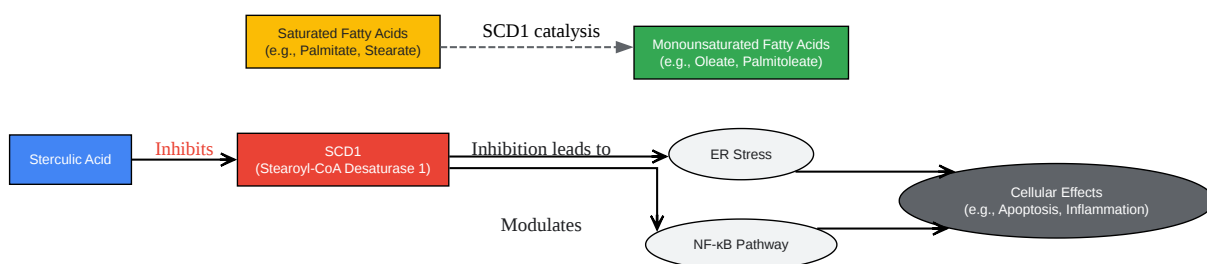 Saturated Fatty Acids
(e.g., Palmitate, Stearate)
SCD1 catalysis
Monounsaturated Fatty Acids
(e.g., Oleate, Palmitoleate)
Sterculic Acid
Inhibits
SCD1
(Stearoyl-CoA Desaturase 1)
Inhibition leads to
ER Stress
Modulates
NF-κB Pathway
Cellular Effects
(e.g., Apoptosis, Inflammation)